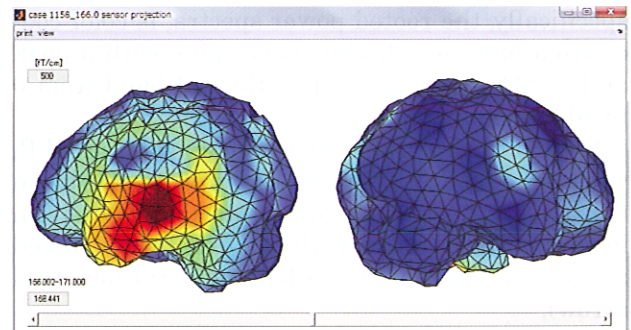 case 1156_166.0 sensor projection
print view
[fT/cm]
500
166.002~171.000
168.441